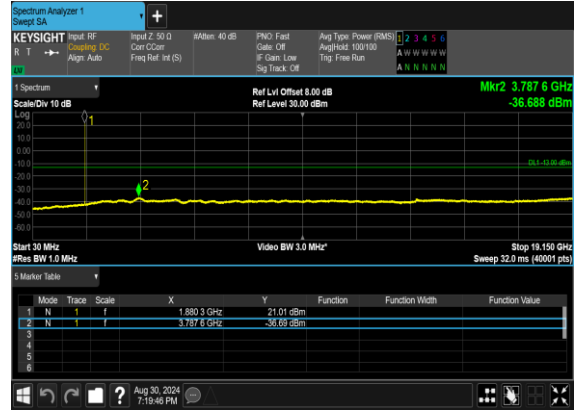 Spectrum Analyzer 1
Swept SA
KEYSIGHT Input: RF Input Z: 50 Ω #Atten: 40 dB PNO: Fast Avg Type: Power (RMS) 1 2 3 4 5 6
R T Coupling: DC Corr CCorr Gate: Off Avg|Hold: 100/100 A W W W W W
Align: Auto Freq Ref: Int (S) IF Gain: Low Trig: Free Run
LXI Sig Track: Off A N N N N N
1 Spectrum Ref Lvl Offset 8.00 dB Mkr2 3.787 6 GHz
Scale/Div 10 dB Ref Level 30.00 dBm -36.688 dBm
Log
20.0
10.0
0.00
-10.0
-20.0
-30.0
-40.0
-50.0
-60.0
1
2
DL1 -13.00 dBm
Start 30 MHz Video BW 3.0 MHz* Stop 19.150 GHz
#Res BW 1.0 MHz Sweep 32.0 ms (40001 pts)
5 Marker Table
Mode Trace Scale X Y Function Function Width Function Value
1 N 1 f 1.880 3 GHz 21.01 dBm
2 N 1 f 3.787 6 GHz -36.69 dBm
3
4
5
6
? Aug 30, 2024
7:19:46 PM